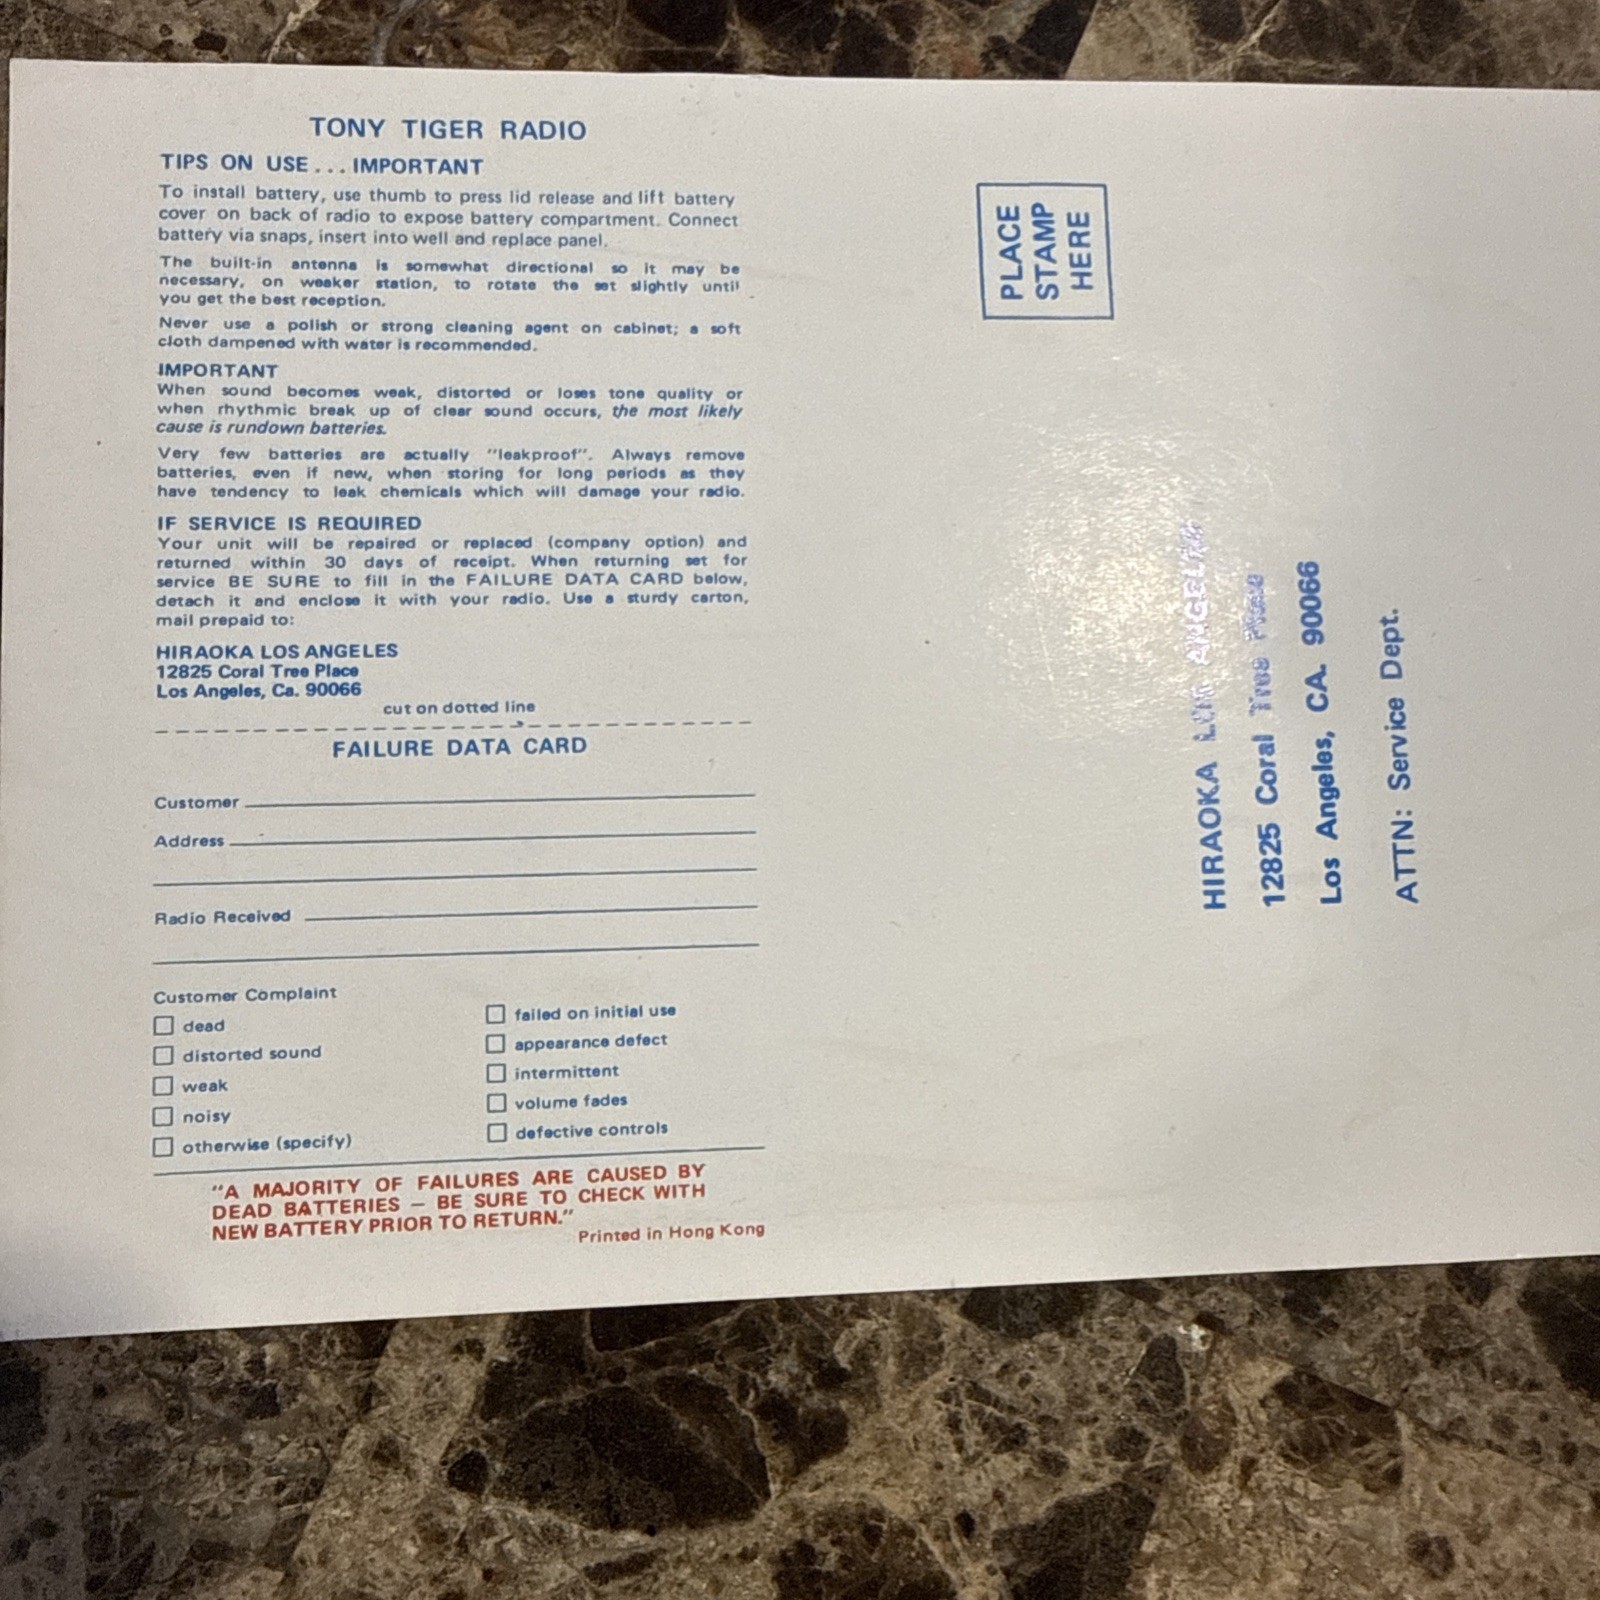 TONY TIGER RADIO
TIPS ON USE...IMPORTANT
To install battery, use thumb to press lid release and lift battery
cover on back of radio to expose battery compartment. Connect
battery via snaps, insert into well and replace panel.
The built-in antenna is somewhat directional so it may be
necessary, on weaker station, to rotate the set slightly until
you get the best reception.
Never use a polish or strong cleaning agent on cabinet; a soft
cloth dampened with water is recommended.
IMPORTANT
When sound becomes weak, distorted or loses tone quality or
when rhythmic break up of clear sound occurs, the most likely
cause is rundown batteries.
Very few batteries are actually "leakproof". Always remove
batteries, even if new, when storing for long periods as they
have tendency to leak chemicals which will damage your radio.
IF SERVICE IS REQUIRED
Your unit will be repaired or replaced (company option) and
returned within 30 days of receipt. When returning set for
service BE SURE to fill in the FAILURE DATA CARD below,
detach it and enclose it with your radio. Use a sturdy carton,
mail prepaid to:
HIRAOKA LOS ANGELES
12825 Coral Tree Place
Los Angeles, Ca. 90066
cut on dotted line
FAILURE DATA CARD
Customer
Address
Radio Received
Customer Complaint
dead
distorted sound
weak
noisy
otherwise (specify)
failed on initial use
appearance defect
intermittent
volume fades
defective controls
"A MAJORITY OF FAILURES ARE CAUSED BY
DEAD BATTERIES — BE SURE TO CHECK WITH
NEW BATTERY PRIOR TO RETURN."
Printed in Hong Kong
PLACE
STAMP
HERE
HIRAOKA LOS ANGELES
12825 Coral Tree Place
Los Angeles, CA. 90066
ATTN: Service Dept.